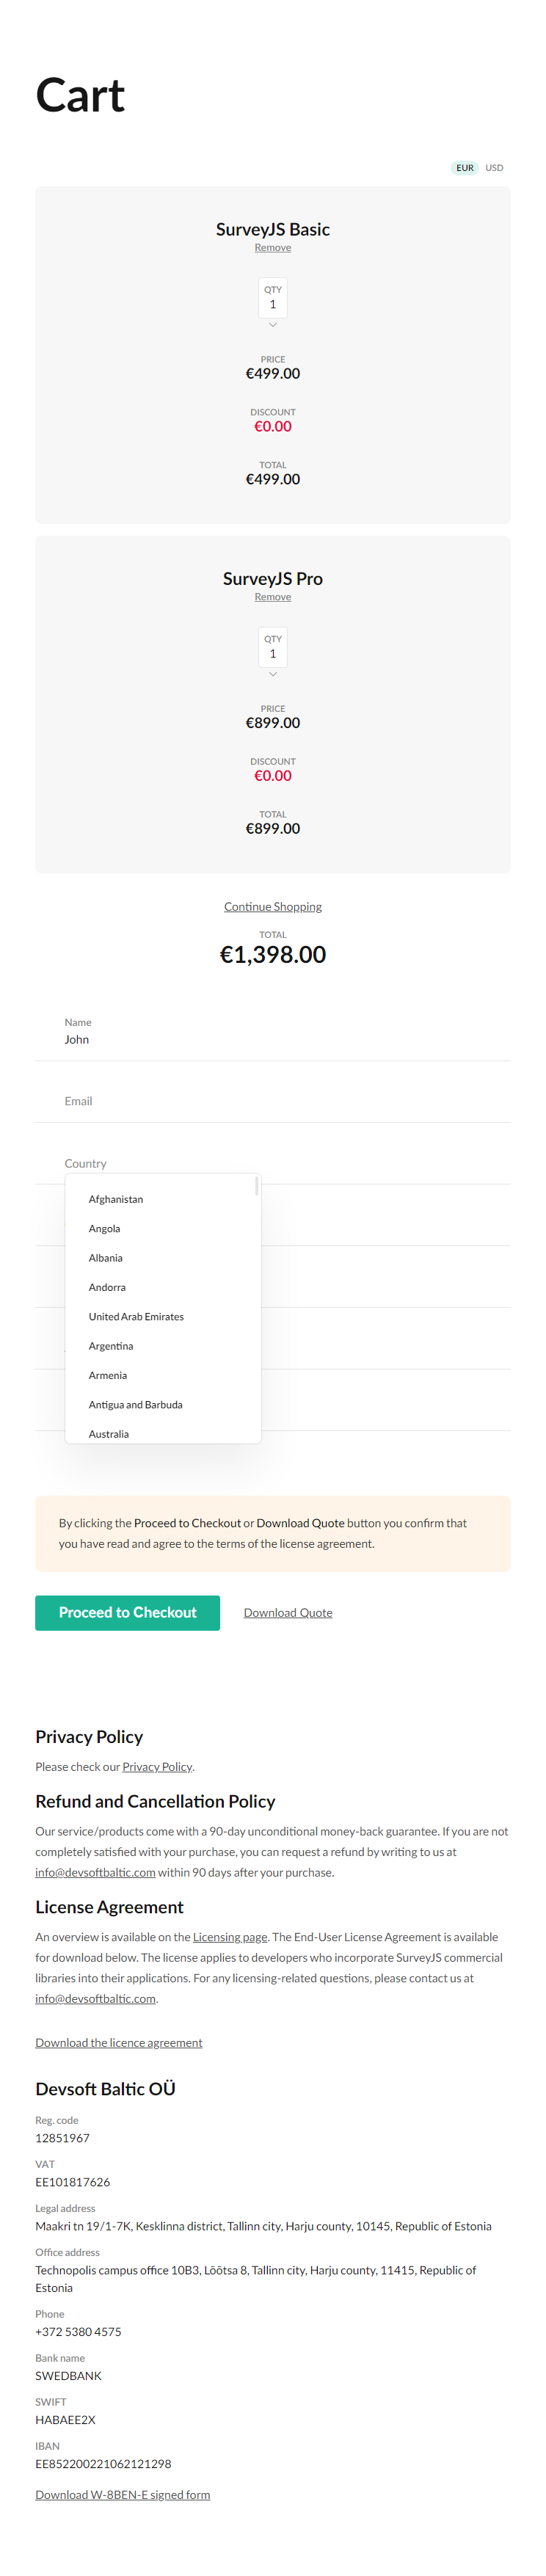 Cart
EUR USD
SurveyJS Basic
Remove
QTY
1
PRICE
€499.00
DISCOUNT
€0.00
TOTAL
€499.00
SurveyJS Pro
Remove
QTY
1
PRICE
€899.00
DISCOUNT
€0.00
TOTAL
€899.00
Continue Shopping
TOTAL
€1,398.00
Name
John
Email
Country
Afghanistan
Angola
Albania
Andorra
United Arab Emirates
Argentina
Armenia
Antigua and Barbuda
Australia
By clicking the Proceed to Checkout or Download Quote button you confirm that
you have read and agree to the terms of the license agreement.
Proceed to Checkout Download Quote
Privacy Policy
Please check our Privacy Policy.
Refund and Cancellation Policy
Our service/products come with a 90-day unconditional money-back guarantee. If you are not
completely satisfied with your purchase, you can request a refund by writing to us at
info@devsoftbaltic.com within 90 days after your purchase.
License Agreement
An overview is available on the Licensing page. The End-User License Agreement is available
for download below. The license applies to developers who incorporate SurveyJS commercial
libraries into their applications. For any licensing-related questions, please contact us at
info@devsoftbaltic.com.
Download the licence agreement
Devsoft Baltic OÜ
Reg. code
12851967
VAT
EE101817626
Legal address
Maakri tn 19/1-7K, Kesklinna district, Tallinn city, Harju county, 10145, Republic of Estonia
Office address
Technopolis campus office 10B3, Lõõtsa 8, Tallinn city, Harju county, 11415, Republic of
Estonia
Phone
+372 5380 4575
Bank name
SWEDBANK
SWIFT
HABAEE2X
IBAN
EE852200221062121298
Download W-8BEN-E signed form